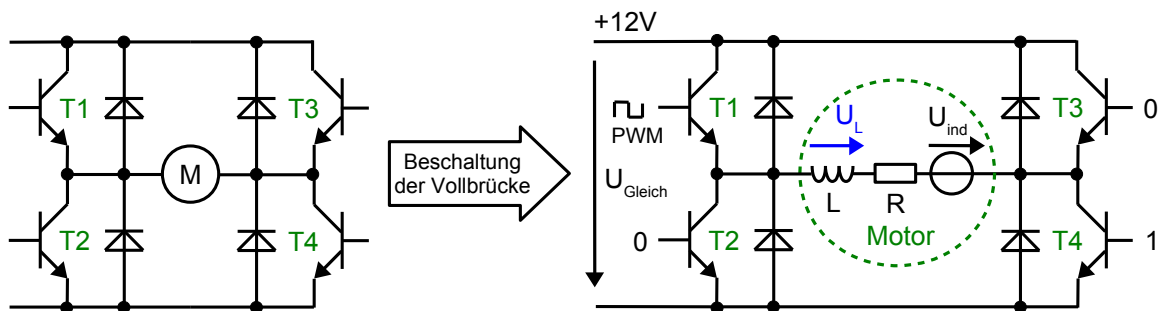 T1
T3
M
T2
T4
Beschaltung
der Vollbrücke
+12V
PWM
U_Gleich
0
T1
T2
U_L
U_ind
L
R
Motor
T3
0
T4
1